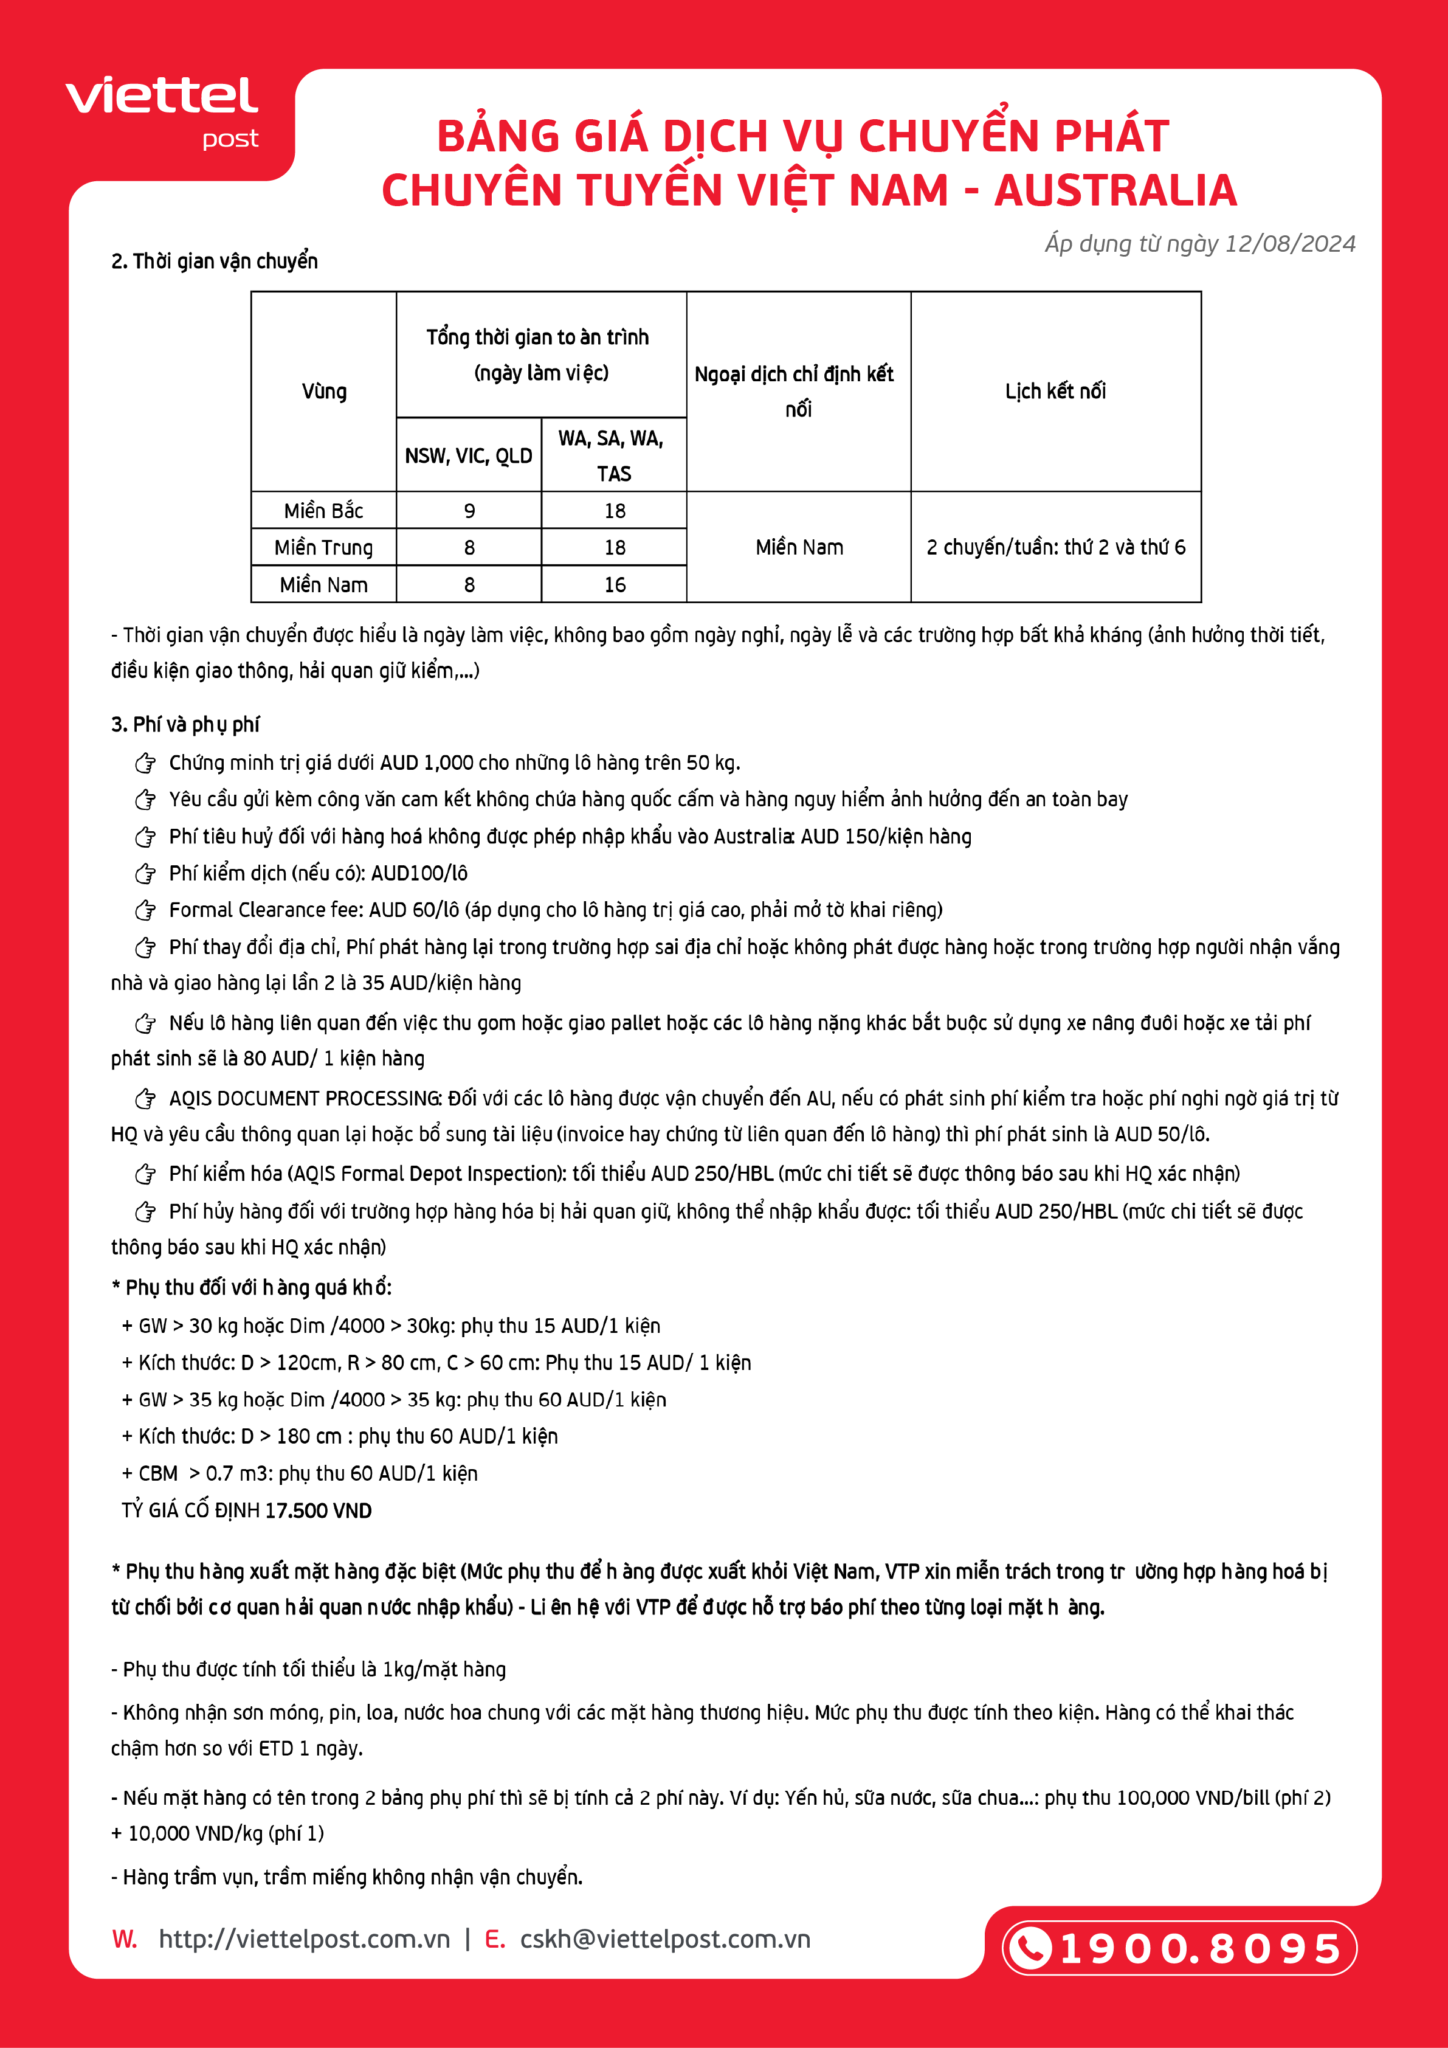 viettel
post
BẢNG GIÁ DỊCH VỤ CHUYỂN PHÁT
CHUYÊN TUYẾN VIỆT NAM - AUSTRALIA
Áp dụng từ ngày 12/08/2024
2. Thời gian vận chuyển
Vùng
Tổng thời gian to àn trình
(ngày làm việc)
Ngoại dịch chỉ định kết
nối
Lịch kết nối
NSW, VIC, QLD
WA, SA, WA,
TAS
Miền Bắc 9 18
Miền Trung 8 18 Miền Nam 2 chuyến/tuần: thứ 2 và thứ 6
Miền Nam 8 16
- Thời gian vận chuyển được hiểu là ngày làm việc, không bao gồm ngày nghỉ, ngày lễ và các trường hợp bất khả kháng (ảnh hưởng thời tiết,
điều kiện giao thông, hải quan giữ kiểm,...)
3. Phí và phụ phí
Chứng minh trị giá dưới AUD 1,000 cho những lô hàng trên 50 kg.
Yêu cầu gửi kèm công văn cam kết không chứa hàng quốc cấm và hàng nguy hiểm ảnh hưởng đến an toàn bay
Phí tiêu huỷ đối với hàng hoá không được phép nhập khẩu vào Australia: AUD 150/kiện hàng
Phí kiểm dịch (nếu có): AUD100/lô
Formal Clearance fee: AUD 60/lô (áp dụng cho lô hàng trị giá cao, phải mở tờ khai riêng)
Phí thay đổi địa chỉ, Phí phát hàng lại trong trường hợp sai địa chỉ hoặc không phát được hàng hoặc trong trường hợp người nhận vắng
nhà và giao hàng lại lần 2 là 35 AUD/kiện hàng
Nếu lô hàng liên quan đến việc thu gom hoặc giao pallet hoặc các lô hàng nặng khác bắt buộc sử dụng xe nâng đuôi hoặc xe tải phí
phát sinh sẽ là 80 AUD/ 1 kiện hàng
AQIS DOCUMENT PROCESSING: Đối với các lô hàng được vận chuyển đến AU, nếu có phát sinh phí kiểm tra hoặc phí nghi ngờ giá trị từ
HQ và yêu cầu thông quan lại hoặc bổ sung tài liệu (invoice hay chứng từ liên quan đến lô hàng) thì phí phát sinh là AUD 50/lô.
Phí kiểm hóa (AQIS Formal Depot Inspection): tối thiểu AUD 250/HBL (mức chi tiết sẽ được thông báo sau khi HQ xác nhận)
Phí hủy hàng đối với trường hợp hàng hóa bị hải quan giữ, không thể nhập khẩu được: tối thiểu AUD 250/HBL (mức chi tiết sẽ được
thông báo sau khi HQ xác nhận)
* Phụ thu đối với hàng quá khổ:
+ GW > 30 kg hoặc Dim /4000 > 30kg: phụ thu 15 AUD/1 kiện
+ Kích thước: D > 120cm, R > 80 cm, C > 60 cm: Phụ thu 15 AUD/ 1 kiện
+ GW > 35 kg hoặc Dim /4000 > 35 kg: phụ thu 60 AUD/1 kiện
+ Kích thước: D > 180 cm : phụ thu 60 AUD/1 kiện
+ CBM > 0.7 m3: phụ thu 60 AUD/1 kiện
TỶ GIÁ CỐ ĐỊNH 17.500 VND
* Phụ thu hàng xuất mặt hàng đặc biệt (Mức phụ thu để hàng được xuất khỏi Việt Nam, VTP xin miễn trách trong tr ường hợp hàng hoá bị
từ chối bởi cơ quan hải quan nước nhập khẩu) - Liên hệ với VTP để được hỗ trợ báo phí theo từng loại mặt h àng.
- Phụ thu được tính tối thiểu là 1kg/mặt hàng
- Không nhận sơn móng, pin, loa, nước hoa chung với các mặt hàng thương hiệu. Mức phụ thu được tính theo kiện. Hàng có thể khai thác
chậm hơn so với ETD 1 ngày.
- Nếu mặt hàng có tên trong 2 bảng phụ phí thì sẽ bị tính cả 2 phí này. Ví dụ: Yến hủ, sữa nước, sữa chua...: phụ thu 100,000 VND/bill (phí 2)
+ 10,000 VND/kg (phí 1)
- Hàng trầm vụn, trầm miếng không nhận vận chuyển.
W. http://viettelpost.com.vn | E. cskh@viettelpost.com.vn
1900.8095